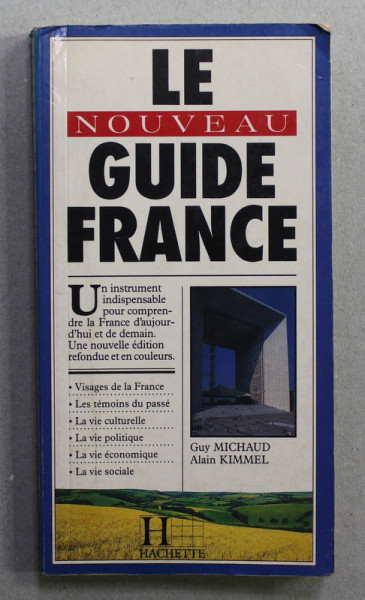 LE
NOUVEAU
GUIDE
FRANCE
Un instrument
indispensable
pour compren-
dre la France d'aujour-
d'hui et de demain.
Une nouvelle édition
refondue et en couleurs.
• Visages de la France
• Les témoins du passé
• La vie culturelle
• La vie politique
• La vie économique
• La vie sociale
Guy MICHAUD
Alain KIMMEL
H
HACHETTE